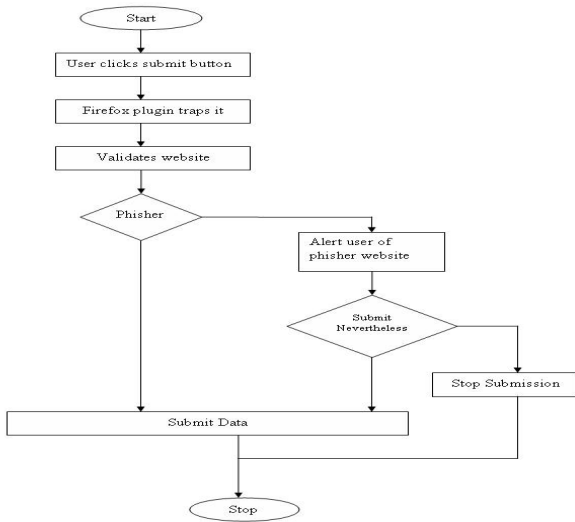 Start
User clicks submit button
Firefox plugin traps it
Validates website
Phisher
Alert user of
phisher website
Submit
Nevertheless
Stop Submission
Submit Data
Stop